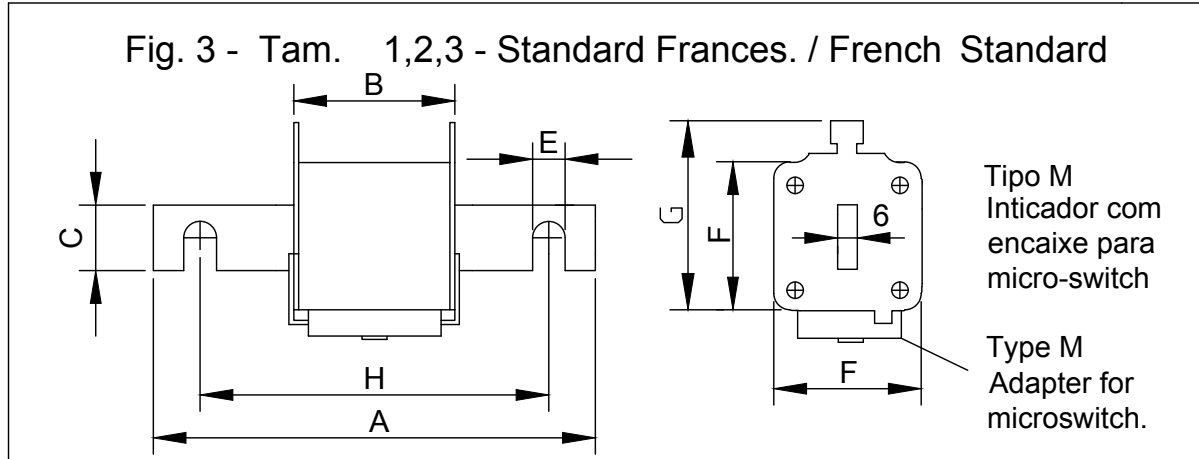 Fig. 3 - Tam. 1,2,3 - Standard Frances. / French Standard
B
E
C
H
A
G
F
6
F
Tipo M
Inticador com
encaixe para
micro-switch
Type M
Adapter for
microswitch.